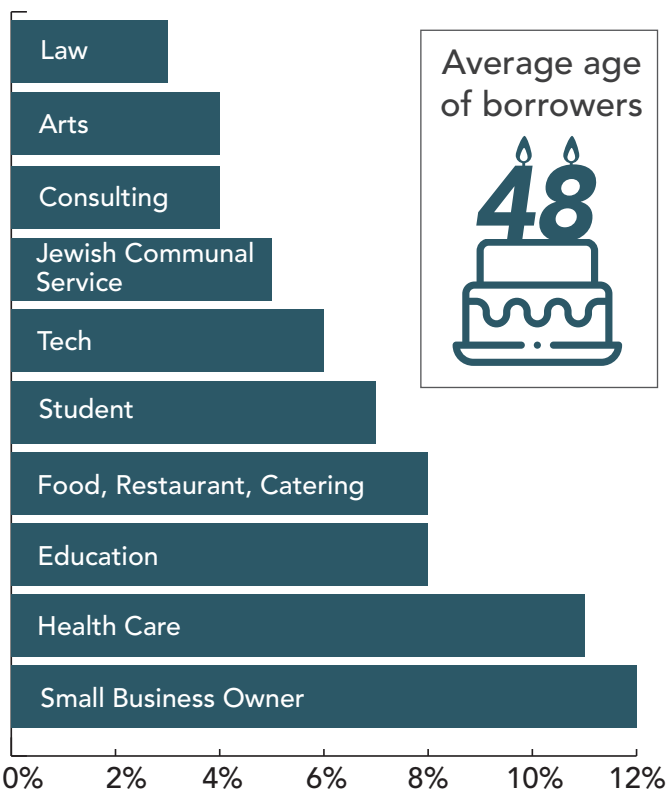 Law
Arts
Consulting
Jewish Communal
Service
Tech
Student
Food, Restaurant, Catering
Education
Health Care
Small Business Owner
0% 2% 4% 6% 8% 10% 12%
Average age
of borrowers
48